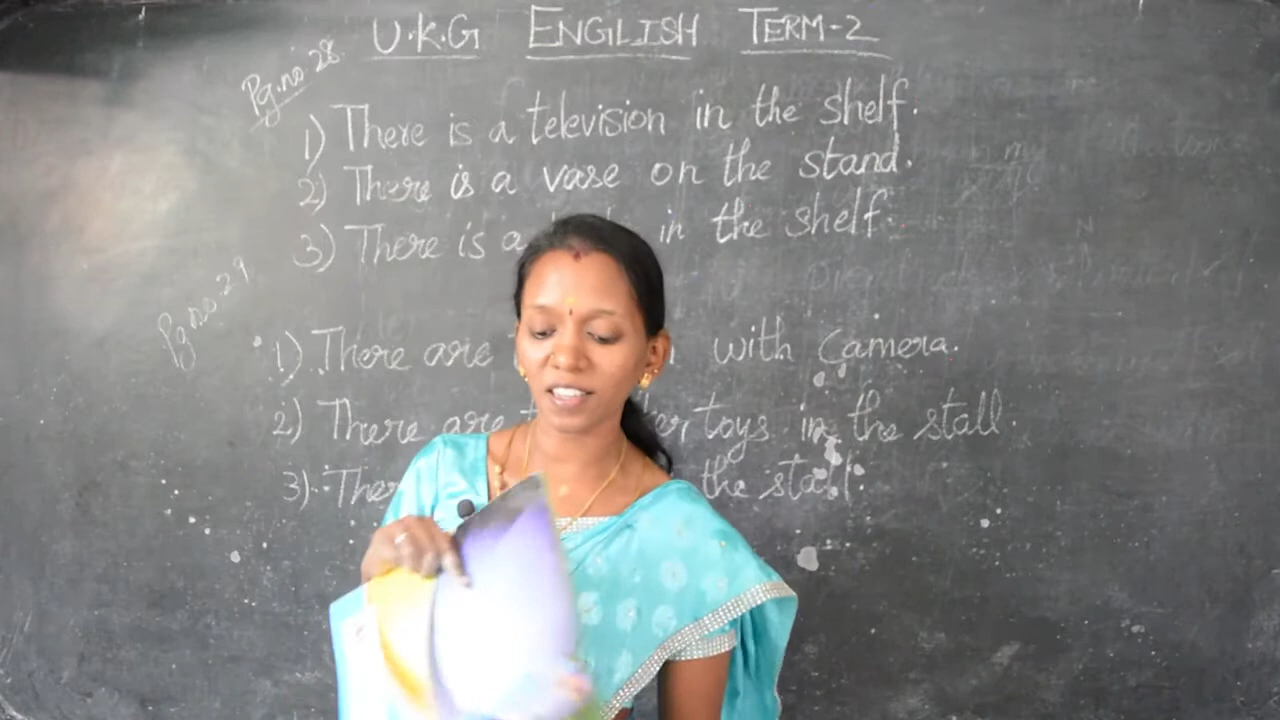 U.K.G ENGLISH TERM-2
Pg.no.28
1) There is a television in the shelf.
2) There is a vase on the stand.
3) There is a in the shelf.
Pg.no.29
1) There are with Camera.
2) There are toys in the stall.
3) the stall.